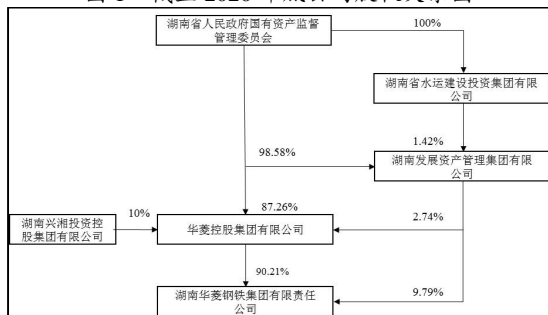 湖南省人民政府国有资产监督
管理委员会
100%
湖南省水运建设投资集团有限
公司
1.42%
98.58%
湖南发展资产管理集团有限
公司
87.26%
湖南兴湘投资控
股集团有限公司
10%
华菱控股集团有限公司
2.74%
90.21%
9.79%
湖南华菱钢铁集团有限责任
公司